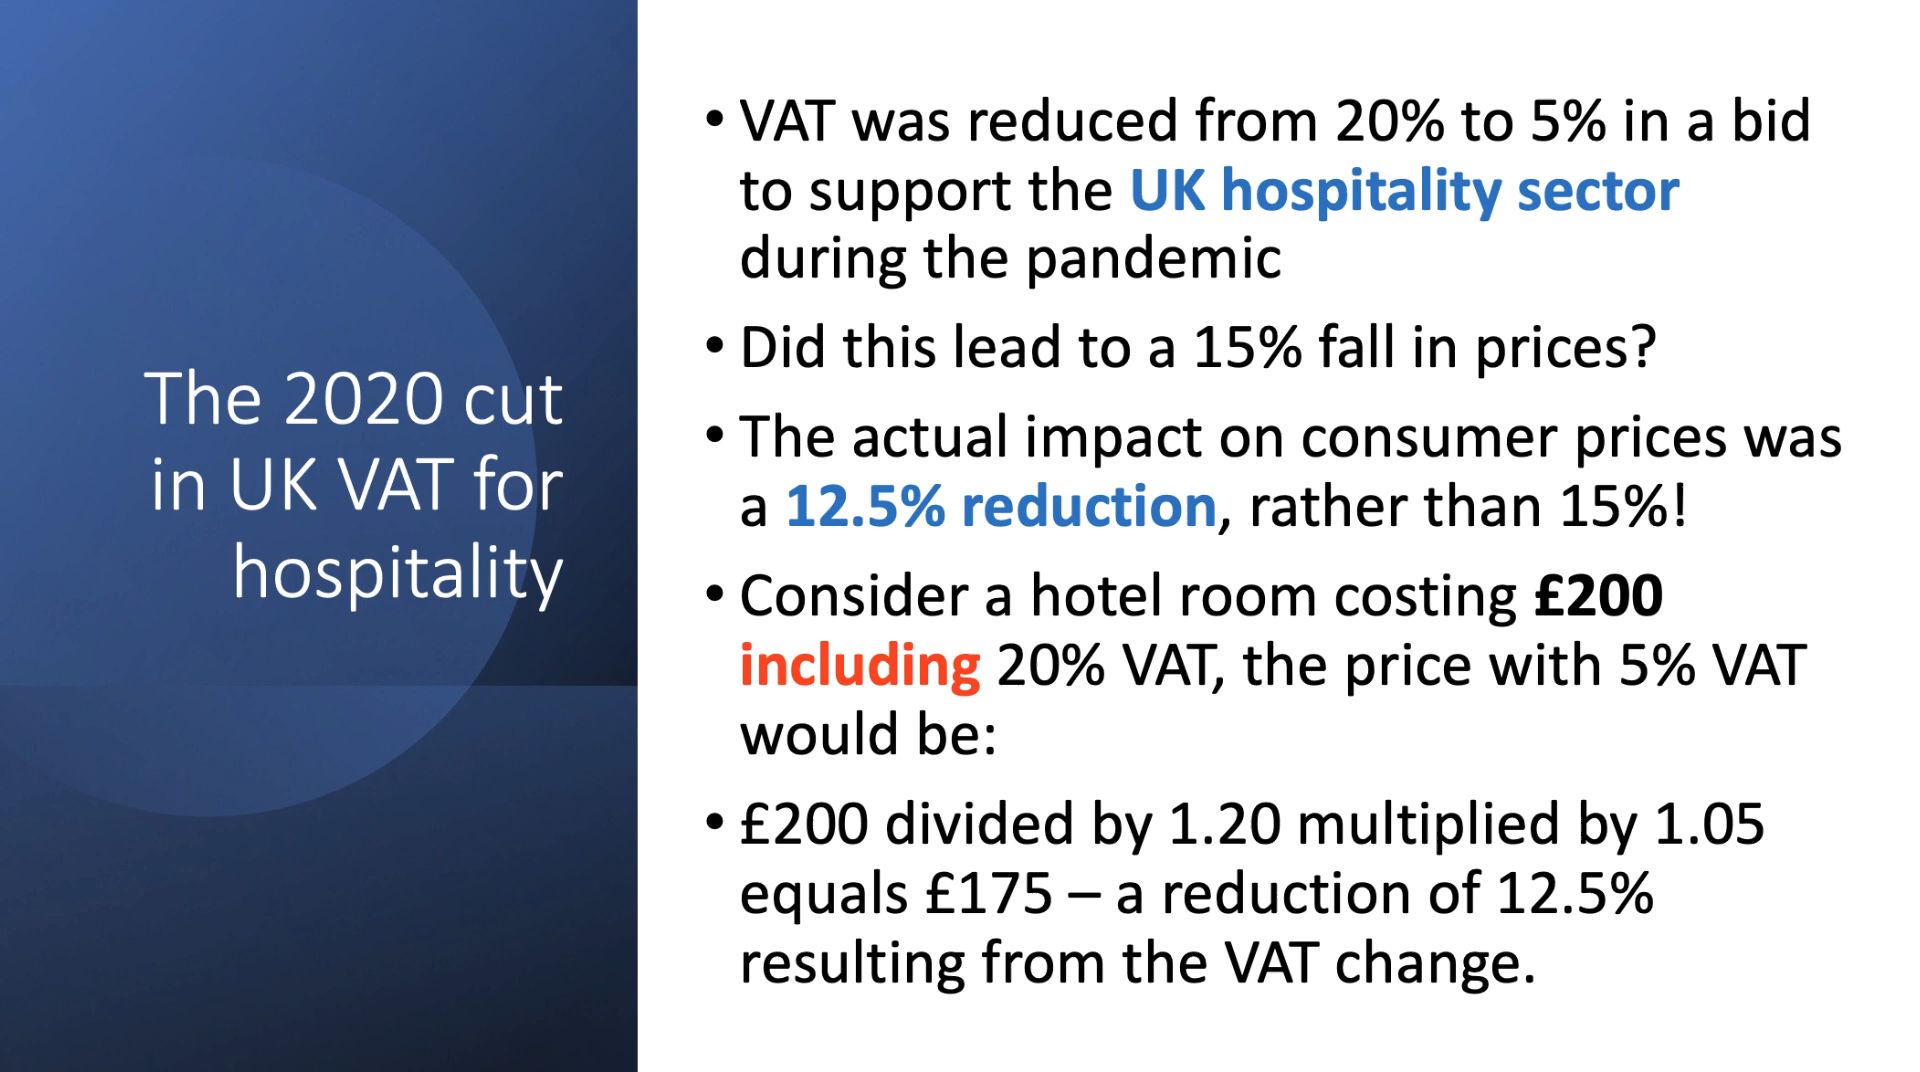 The 2020 cut
in UK VAT for
hospitality
• VAT was reduced from 20% to 5% in a bid
to support the UK hospitality sector
during the pandemic
• Did this lead to a 15% fall in prices?
• The actual impact on consumer prices was
a 12.5% reduction, rather than 15%!
• Consider a hotel room costing £200
including 20% VAT, the price with 5% VAT
would be:
• £200 divided by 1.20 multiplied by 1.05
equals £175 – a reduction of 12.5%
resulting from the VAT change.